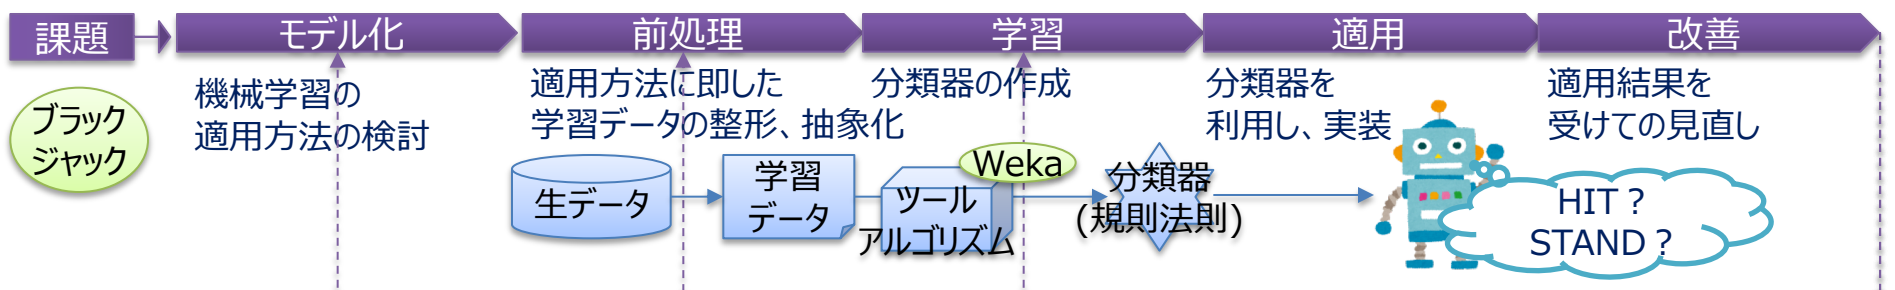 課題
モデル化
前処理
学習
適用
改善
ブラック
ジャック
機械学習の
適用方法の検討
適用方法に即した
学習データの整形、抽象化
分類器の作成
分類器を
利用し、実装
適用結果を
受けての見直し
生データ
学習
データ
Weka
ツール
アルゴリズム
分類器
(規則法則)
HIT?
STAND?